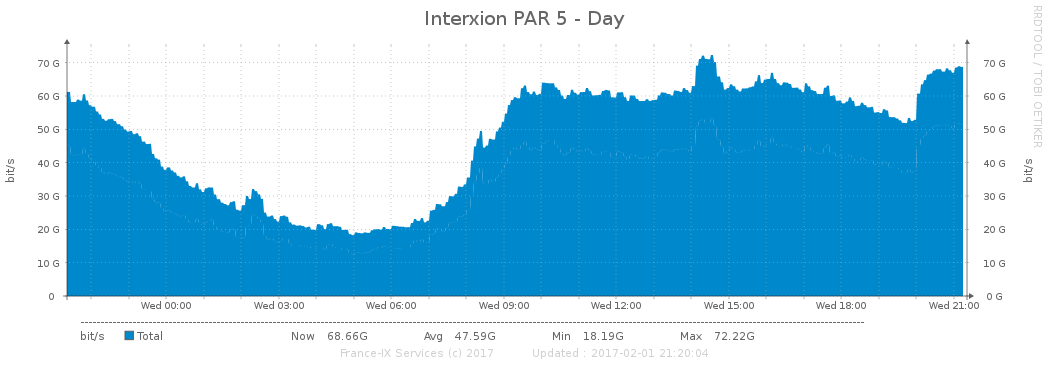 Interxion PAR 5 - Day
RRDTOOL / TOBI OETIKER
bit/s
70 G
60 G
50 G
40 G
30 G
20 G
10 G
0
70 G
60 G
50 G
40 G
30 G
20 G
10 G
0 G
bit/s
Wed 00:00 Wed 03:00 Wed 06:00 Wed 09:00 Wed 12:00 Wed 15:00 Wed 18:00 Wed 21:00
bit/s Total Now 68.66G Avg 47.59G Min 18.19G Max 72.22G
France-IX Services (c) 2017 Updated : 2017-02-01 21:20:04